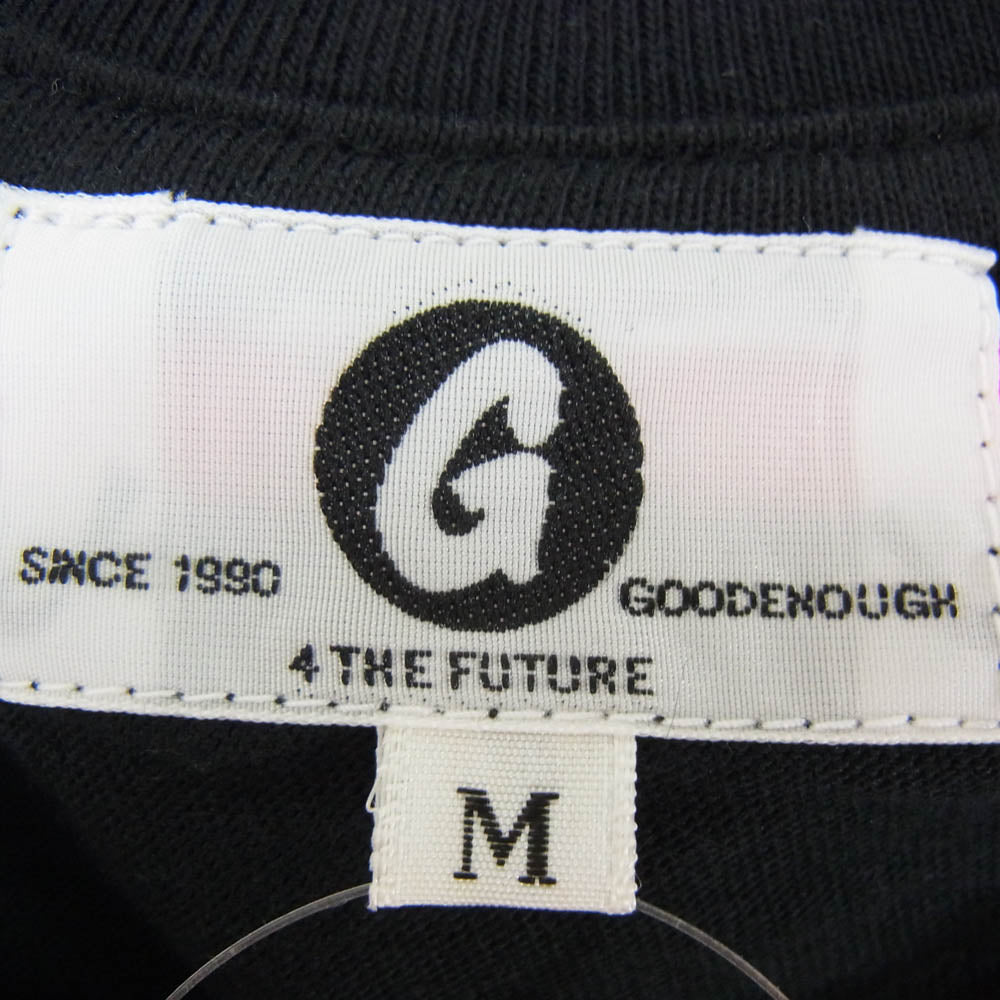 G
SINCE 1990
GOODENOUGH
4 THE FUTURE
M